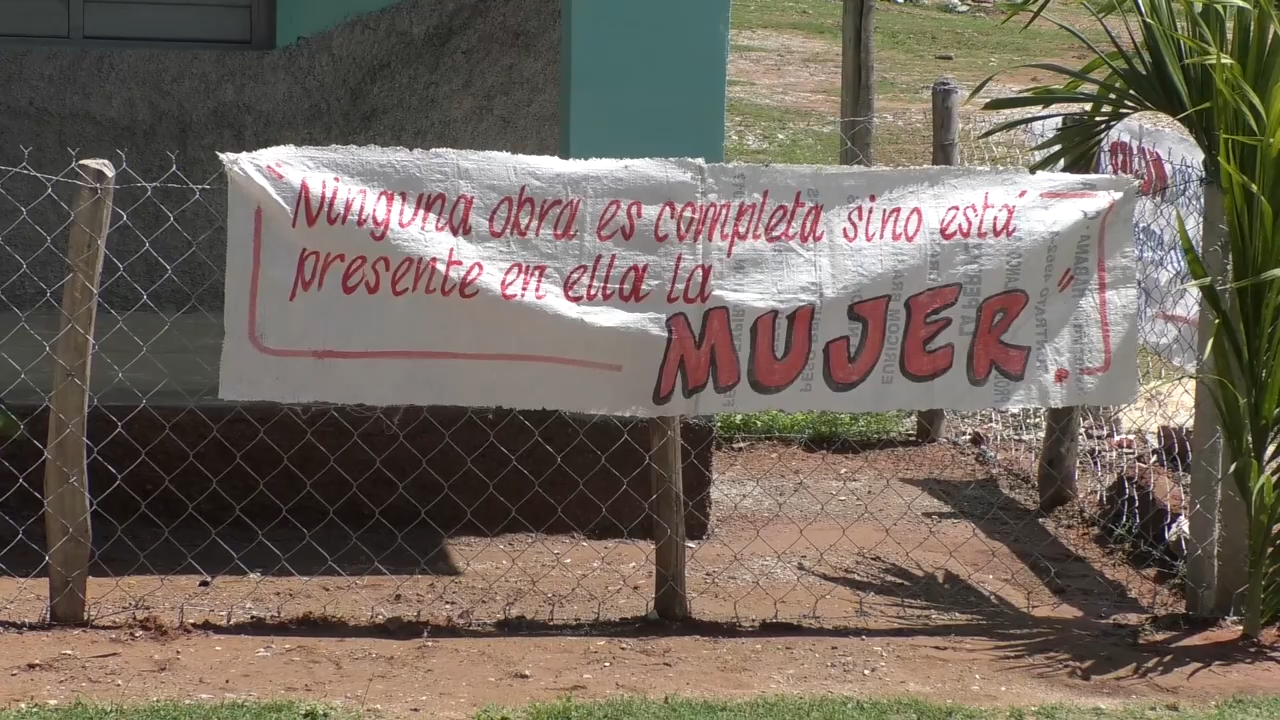 "Ninguna obra es completa sino está
presente en ella la
MUJER."